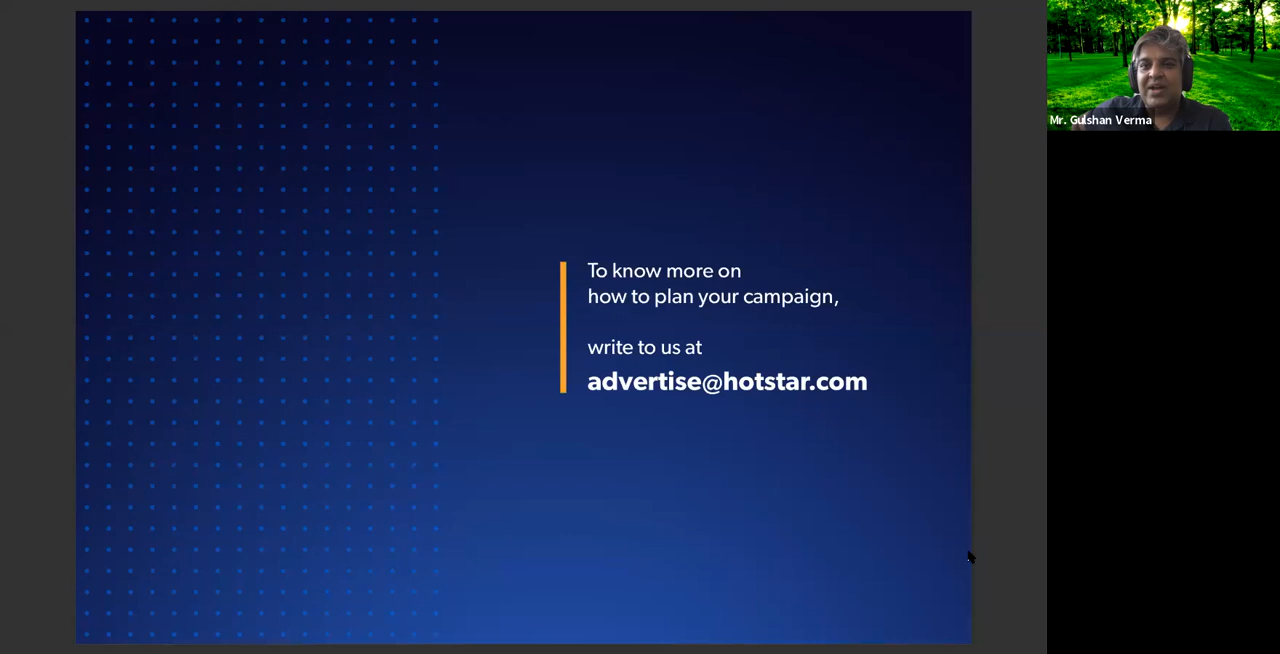 To know more on
how to plan your campaign,
write to us at
advertise@hotstar.com
Mr. Gulshan Verma